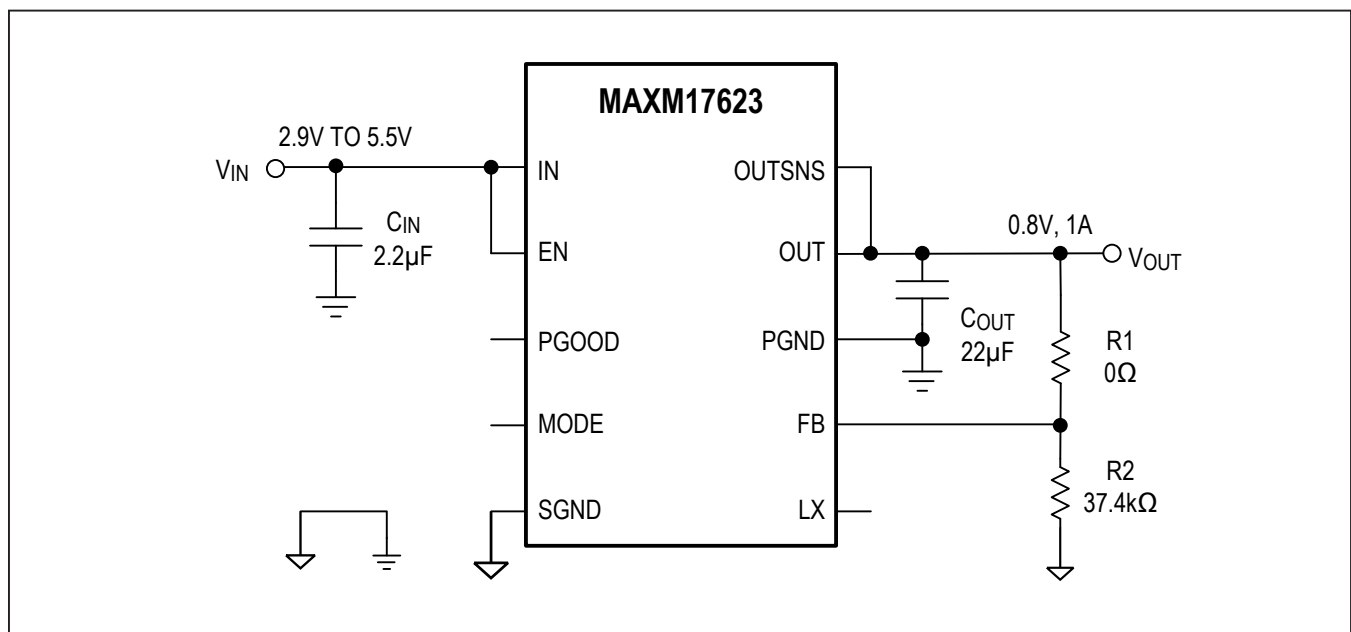 MAXM17623
2.9V TO 5.5V
VIN
IN
OUTSNS
CIN
2.2µF
0.8V, 1A
EN
OUT
VOUT
COUT
22µF
PGOOD
PGND
R1
0Ω
MODE
FB
R2
37.4kΩ
SGND
LX